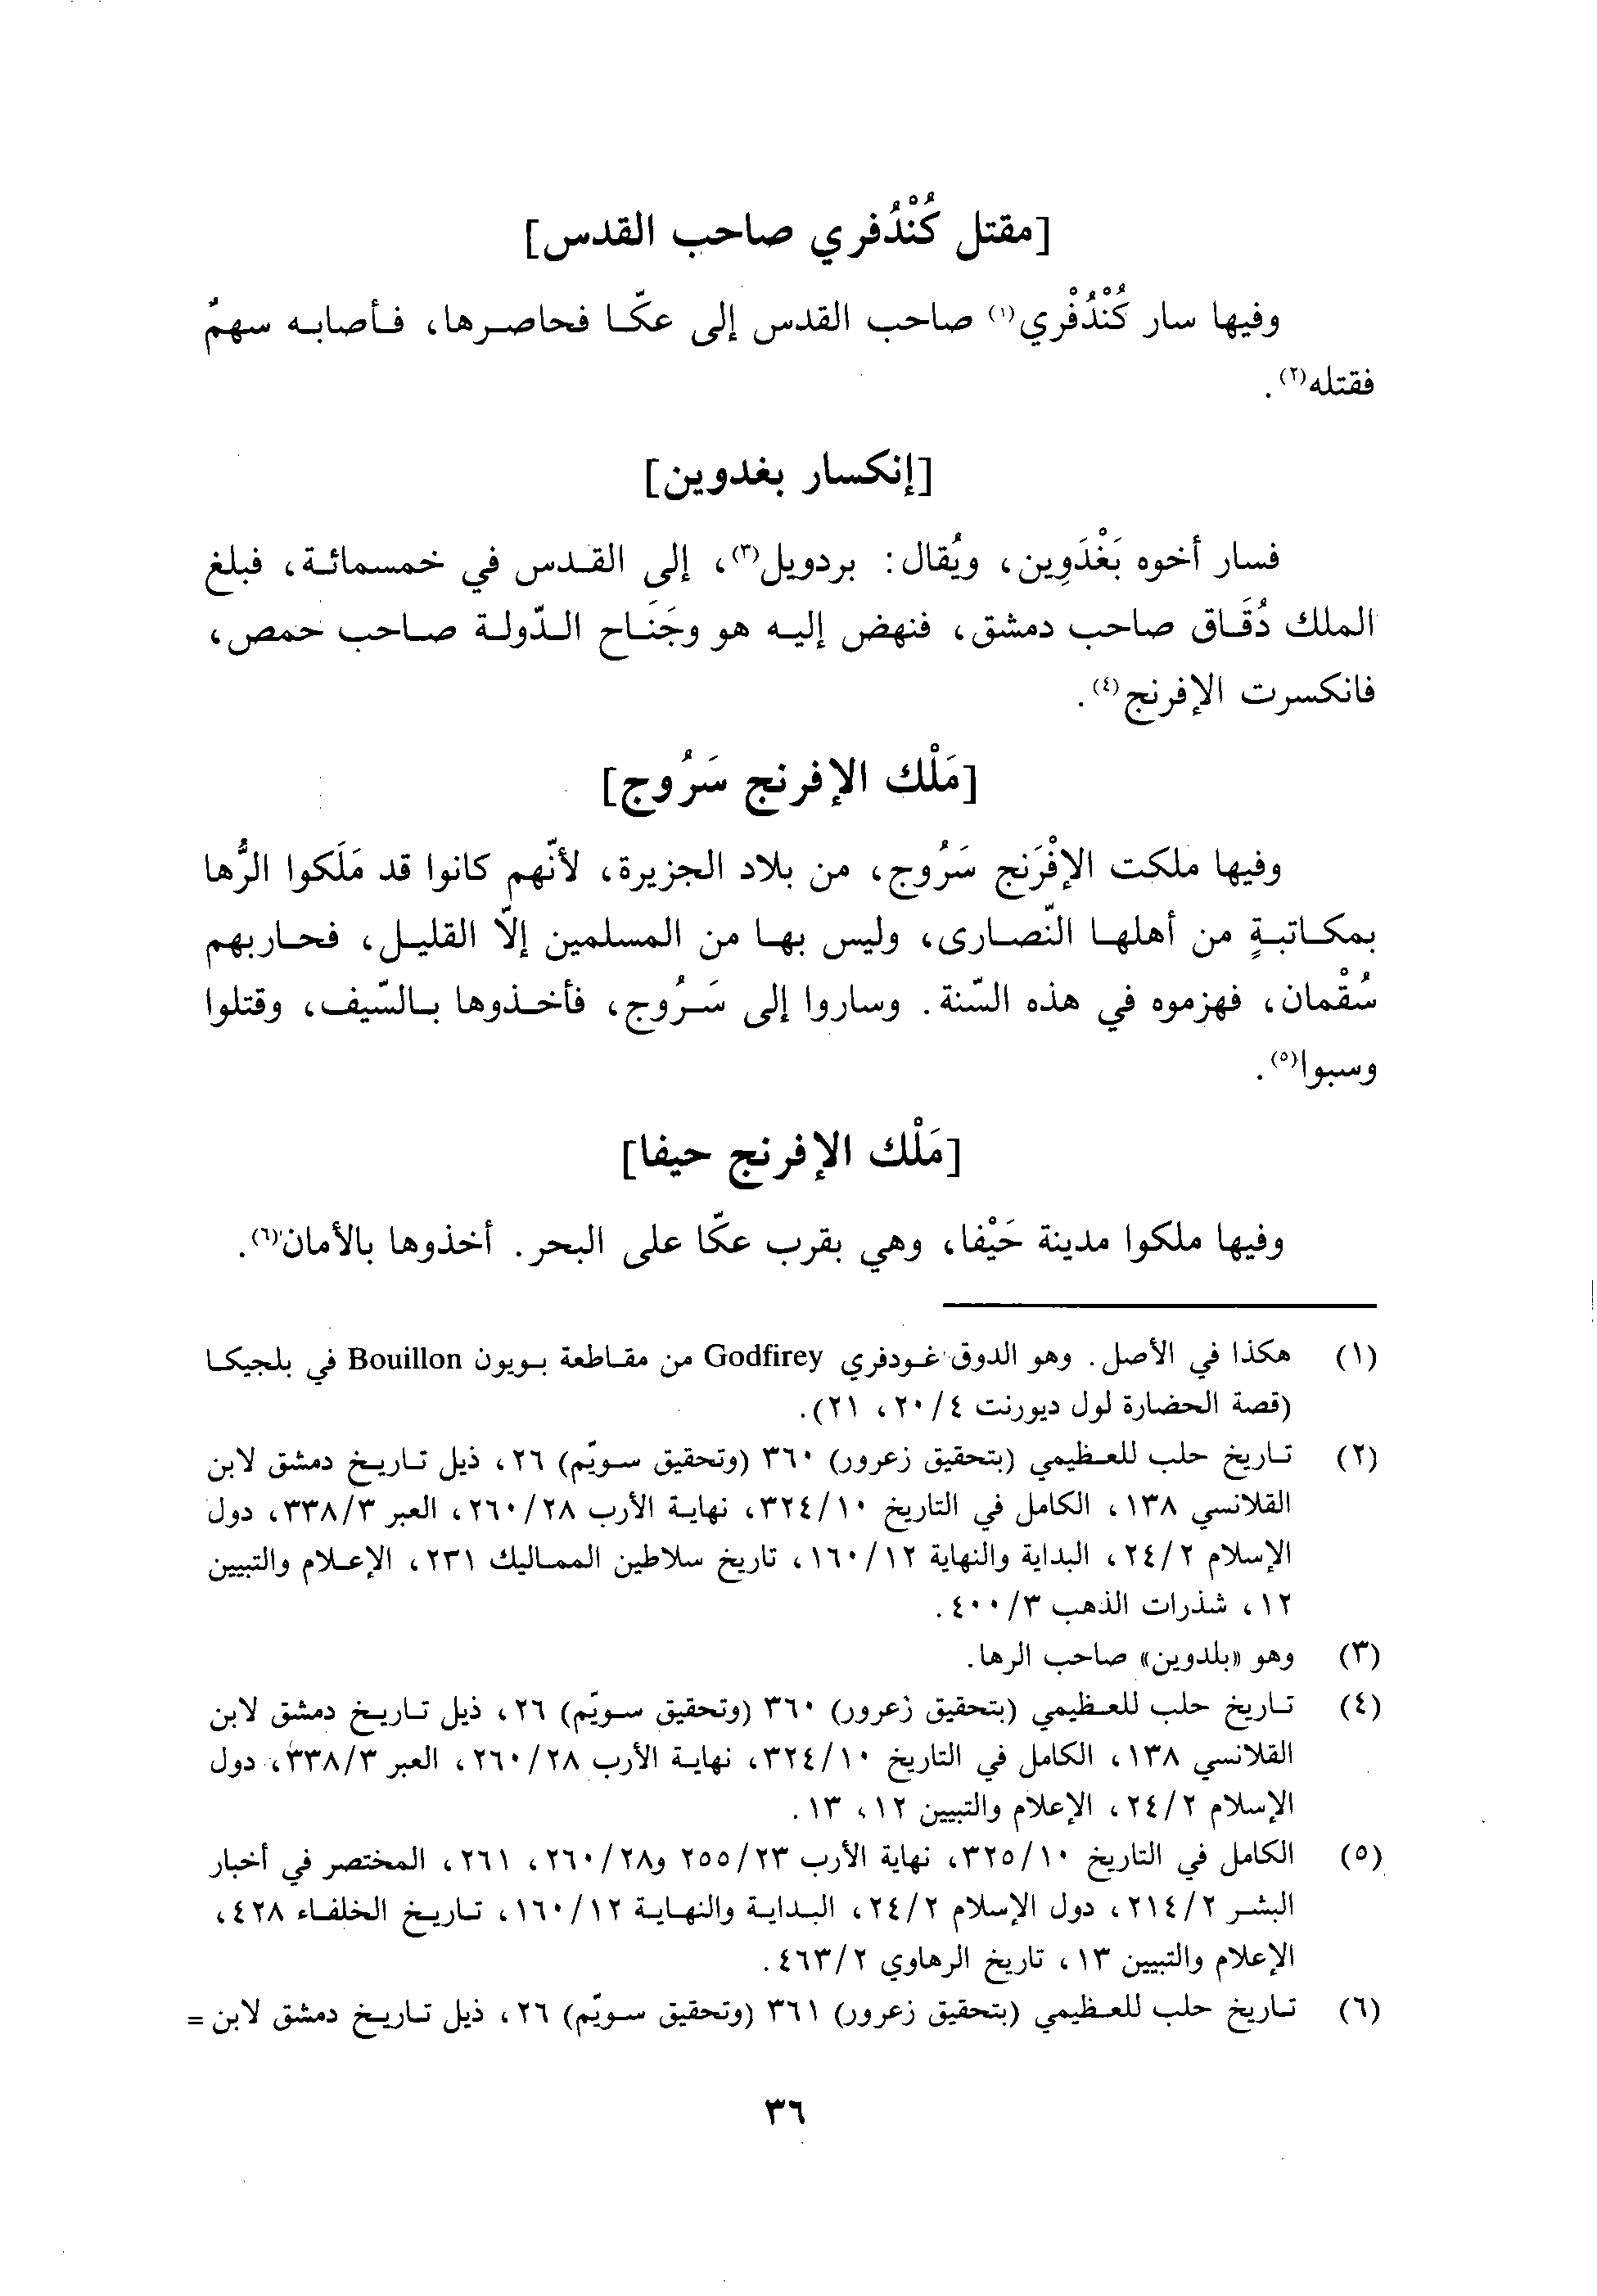 [مقتل كُنْدُفري صاحب القدس]
وفيها سار كُنْدُفْري(١) صاحب القدس إلى عكّا فحاصرها، فأصابه سهمٌ
فقتله(٢).
[إنكسار بغدوين]
فسار أخوه بَغْدَوِين، ويُقال: بردويل(٣)، إلى القدس في خمسمائة، فبلغ
الملك دُقَاق صاحب دمشق، فنهض إليه هو وجَنَاح الدّولة صاحب حمص،
فانكسرت الإفرنج(٤).
[مَلْك الإفرنج سَرُوج]
وفيها ملكت الإفْرَنج سَرُوج، من بلاد الجزيرة، لأنّهم كانوا قد مَلَكوا الرُّها
بمكاتبةٍ من أهلها النّصارى، وليس بها من المسلمين إلّا القليل، فحاربهم
سُقْمان، فهزموه في هذه السّنة. وساروا إلى سَرُوج، فأخذوها بالسّيف، وقتلوا
وسبوا(٥).
[مَلْك الإفرنج حيفا]
وفيها ملكوا مدينة حَيْفا، وهي بقرب عكّا على البحر. أخذوها بالأمان(٦).
(١) هكذا في الأصل. وهو الدوق غودفري Godfirey من مقاطعة بويون Bouillon في بلجيكا
(قصة الحضارة لول ديورنت ٢٠/٤، ٢١).
(٢) تاريخ حلب للعظيمي (بتحقيق زعرور) ٣٦٠ (وتحقيق سويّم) ٢٦، ذيل تاريخ دمشق لابن
القلانسي ١٣٨، الكامل في التاريخ ٣٢٤/١٠، نهاية الأرب ٢٦٠/٢٨، العبر ٣٣٨/٣، دول
الإسلام ٢٤/٢، البداية والنهاية ١٦٠/١٢، تاريخ سلاطين المماليك ٢٣١، الإعلام والتبيين
١٢، شذرات الذهب ٤٠٠/٣.
(٣) وهو «بلدوين» صاحب الرها.
(٤) تاريخ حلب للعظيمي (بتحقيق زعرور) ٣٦٠ (وتحقيق سويّم) ٢٦، ذيل تاريخ دمشق لابن
القلانسي ١٣٨، الكامل في التاريخ ٣٢٤/١٠، نهاية الأرب ٢٦٠/٢٨، العبر ٣٣٨/٣، دول
الإسلام ٢٤/٢، الإعلام والتبيين ١٢، ١٣.
(٥) الكامل في التاريخ ٣٢٥/١٠، نهاية الأرب ٢٥٥/٢٣ و٢٦٠/٢٨، ٢٦١، المختصر في أخبار
البشر ٢١٤/٢، دول الإسلام ٢٤/٢، البداية والنهاية ١٦٠/١٢، تاريخ الخلفاء ٤٢٨،
الإعلام والتبيين ١٣، تاريخ الرهاوي ٤٦٣/٢.
(٦) تاريخ حلب للعظيمي (بتحقيق زعرور) ٣٦١ (وتحقيق سويّم) ٢٦، ذيل تاريخ دمشق لابن =
٣٦